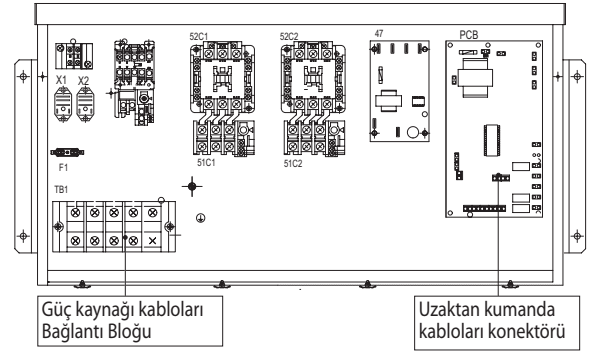 52C1
52C2
47
PCB
X1
X2
51C1
51C2
F1
TB1
Güç kaynağı kabloları
Bağlantı Bloğu
Uzaktan kumanda
kabloları konektörü